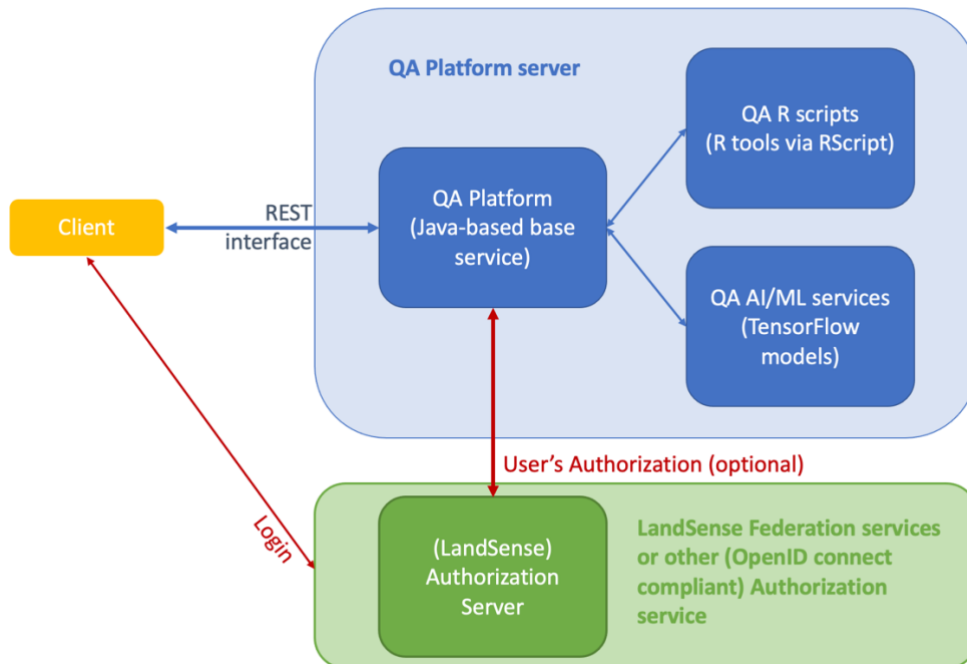 QA Platform server
QA R scripts
(R tools via RScript)
QA Platform
(Java-based base
service)
Client
REST
interface
QA AI/ML services
(TensorFlow
models)
User’s Authorization (optional)
Login
(LandSense)
Authorization
Server
LandSense Federation services
or other (OpenID connect
compliant) Authorization
service